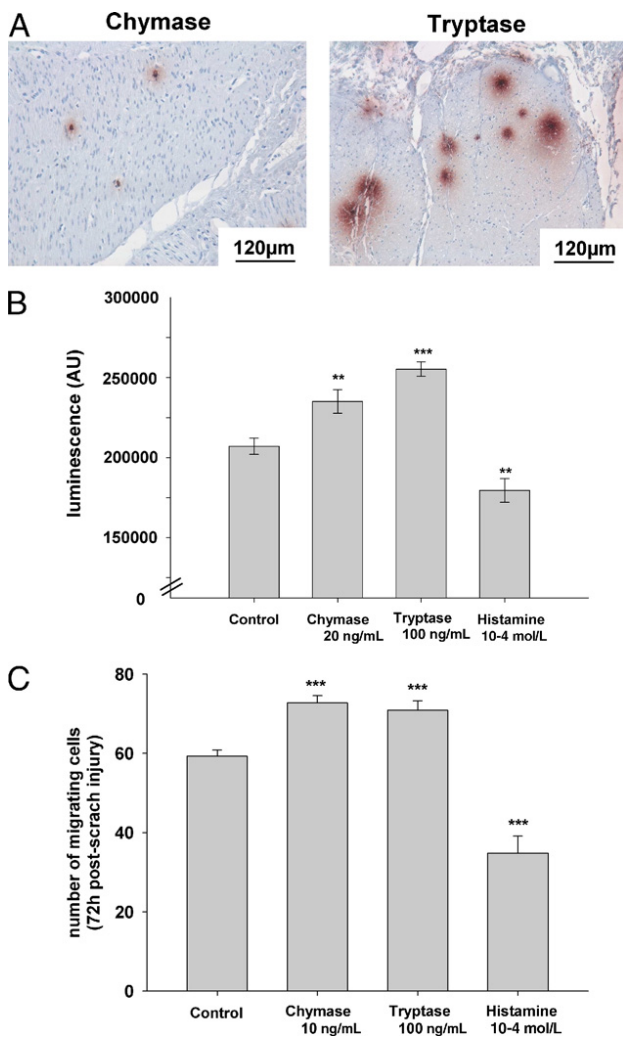 A
Chymase
Tryptase
120µm
120µm
B
luminescence (AU)
300000
250000
200000
150000
0
**
***
**
Control
Chymase
20 ng/mL
Tryptase
100 ng/mL
Histamine
10-4 mol/L
C
number of migrating cells
(72h post-scrach injury)
80
60
40
20
0
***
***
***
Control
Chymase
10 ng/mL
Tryptase
100 ng/mL
Histamine
10-4 mol/L